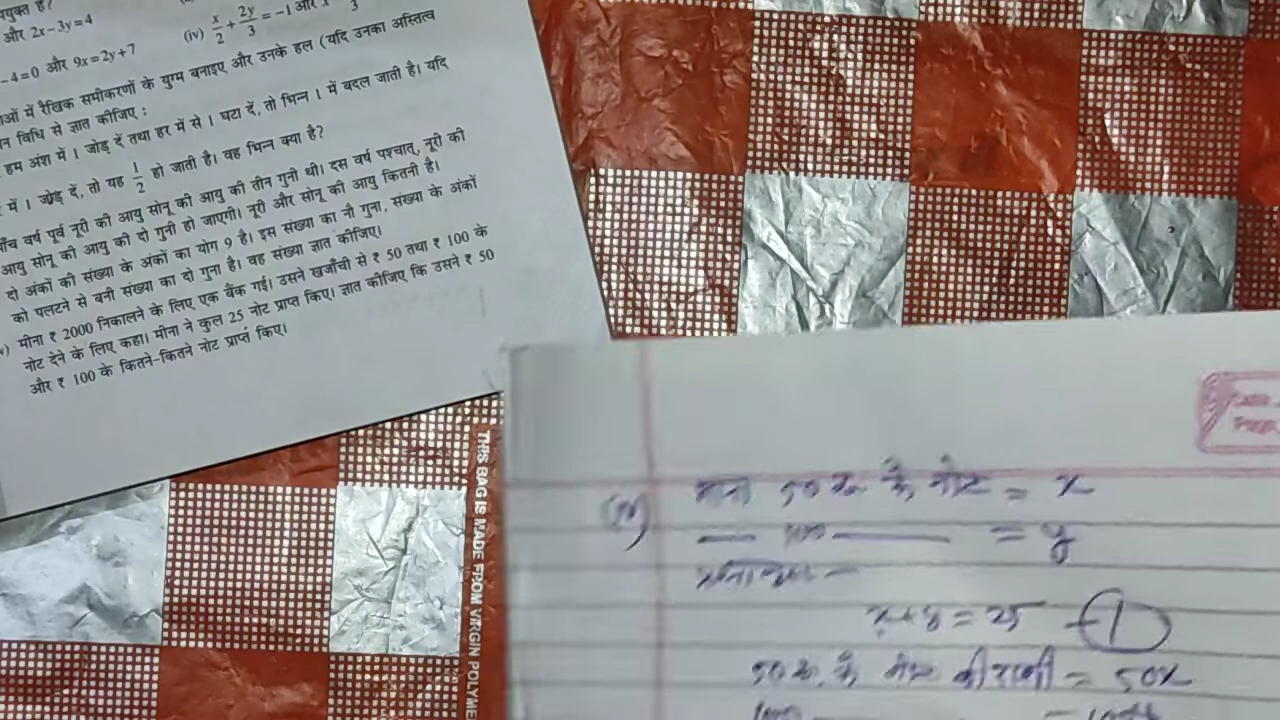 और 2x – 3y = 4
– 4 = 0 और 9x = 2y + 7
(iv) x/2 + 2y/3 = –1 और
में रैखिक समीकरणों के युग्म बनाइए और उनके हल (यदि उनका अस्तित्व
विधि से ज्ञात कीजिए :
हम अंश में 1 जोड़ दें तथा हर में से 1 घटा दें, तो भिन्न 1 में बदल जाती है। यदि
में 1 जोड़ दें, तो यह 1/2 हो जाती है। वह भिन्न क्या है?
वर्ष पूर्व नूरी की आयु सोनू की आयु की तीन गुनी थी। दस वर्ष पश्चात्, नूरी की
आयु सोनू की आयु की दो गुनी हो जाएगी। नूरी और सोनू की आयु कितनी है।
दो अंकों की संख्या के अंकों का योग 9 है। इस संख्या का नौ गुना, संख्या के अंकों
को पलटने से बनी संख्या का दो गुना है। वह संख्या ज्ञात कीजिए।
मीना ₹ 2000 निकालने के लिए एक बैंक गई। उसने खजाँची से ₹ 50 तथा ₹ 100 के
नोट देने के लिए कहा। मीना ने कुल 25 नोट प्राप्त किए। ज्ञात कीजिए कि उसने ₹ 50
और ₹ 100 के कितने-कितने नोट प्राप्त किए।
THIS BAG IS MADE FROM VIRGIN POLYME
(iv) माना 50 रू के नोट = x
— 100 — = y
x + y = 25 — 1
50 रू. के नोट की राशी = 50x